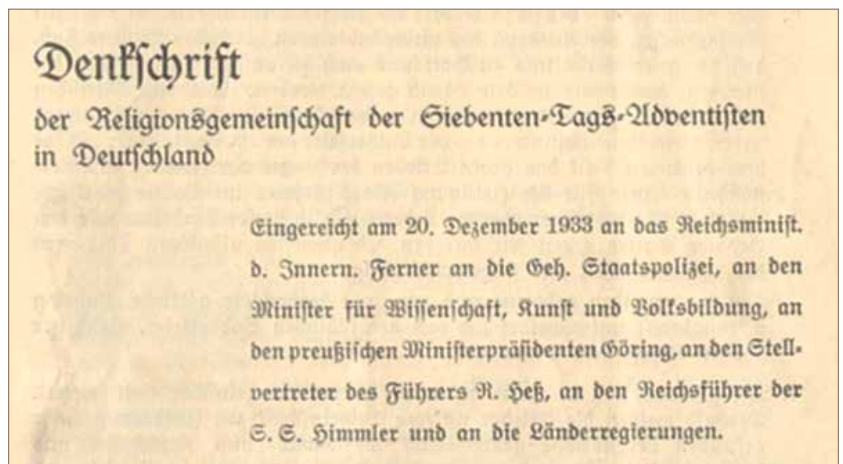 Denkschrift
der Religionsgemeinschaft der Siebenten-Tags-Adventisten
in Deutschland
Eingereicht am 20. Dezember 1933 an das Reichsminist.
d. Innern. Ferner an die Geh. Staatspolizei, an den
Minister für Wissenschaft, Kunst und Volksbildung, an
den preußischen Ministerpräsidenten Göring, an den Stell-
vertreter des Führers R. Heß, an den Reichsführer der
S. S. Himmler und an die Länderregierungen.